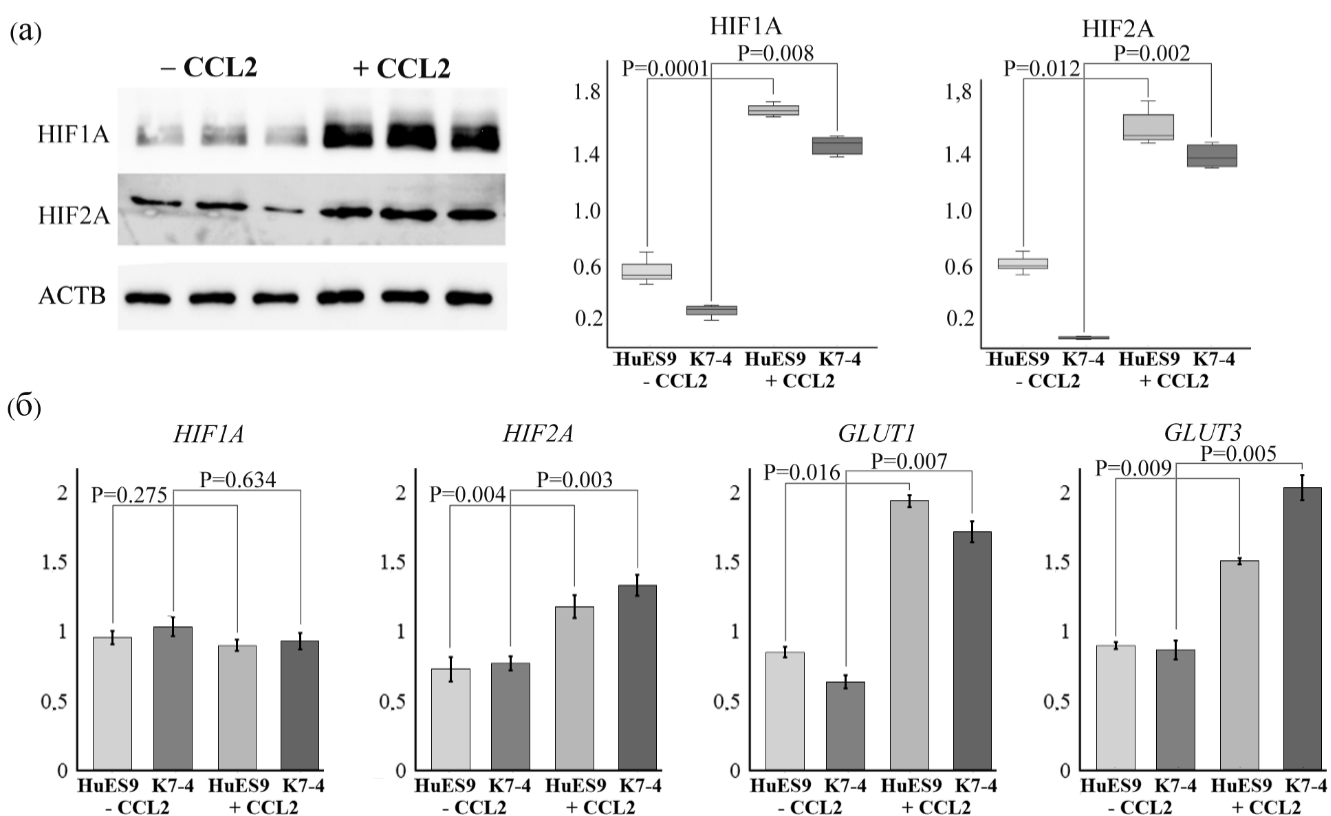 (а)
– CCL2 + CCL2
HIF1A
HIF2A
ACTB
HIF1A
P=0.008
P=0.0001
1.8
1.4
1.0
0.6
0.2
HuES9 K7-4 HuES9 K7-4
- CCL2 + CCL2
HIF2A
P=0.002
P=0.012
1,8
1.4
1.0
0.6
0.2
HuES9 K7-4 HuES9 K7-4
- CCL2 + CCL2
(б)
HIF1A
P=0.634
P=0.275
2
1.5
1
0.5
0
HuES9 K7-4 HuES9 K7-4
- CCL2 + CCL2
HIF2A
P=0.003
P=0.004
2
1.5
1
0.5
0
HuES9 K7-4 HuES9 K7-4
- CCL2 + CCL2
GLUT1
P=0.007
P=0.016
2
1.5
1
0.5
0
HuES9 K7-4 HuES9 K7-4
- CCL2 + CCL2
GLUT3
P=0.005
P=0.009
2
1.5
1
0.5
0
HuES9 K7-4 HuES9 K7-4
- CCL2 + CCL2